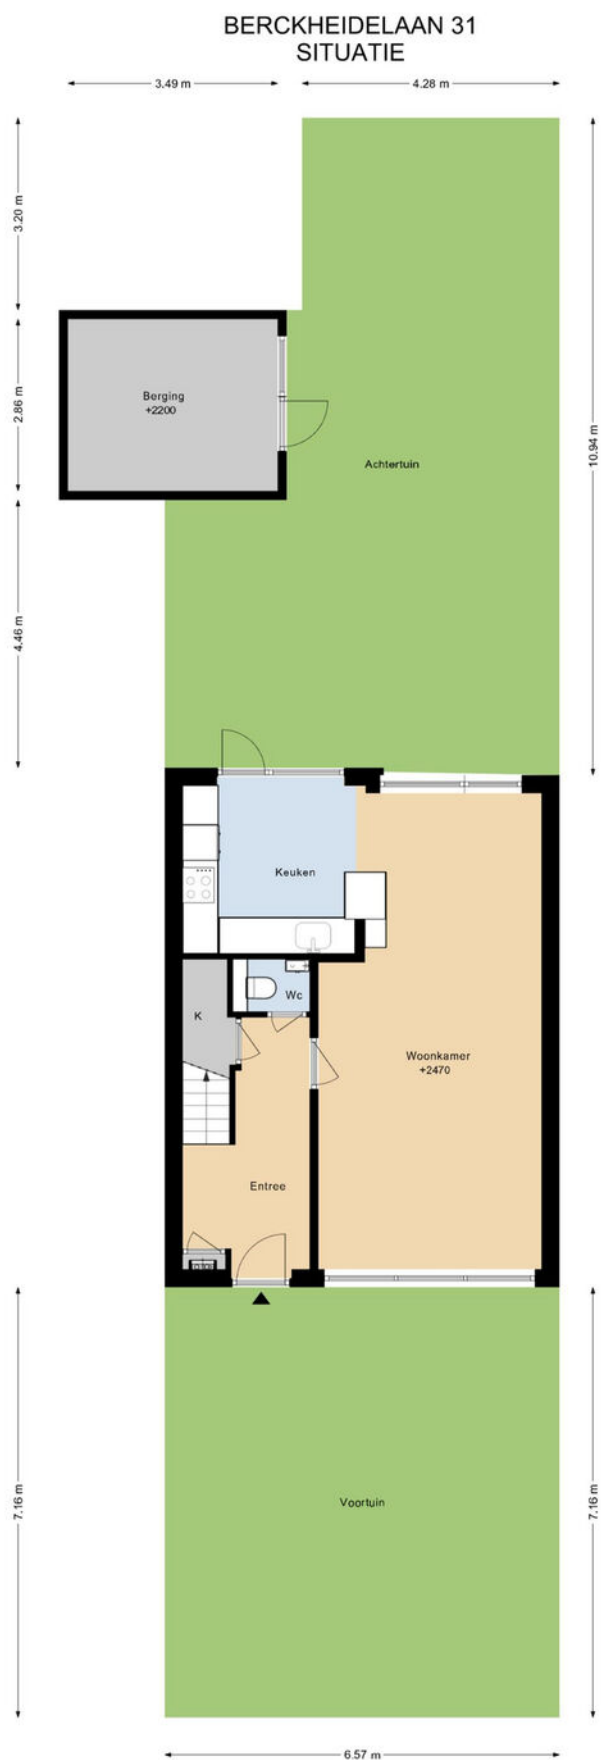 BERCKHEIDELAAN 31
SITUATIE
3.49 m
4.28 m
3.20 m
2.86 m
4.46 m
10.94 m
Berging
+2200
Achtertuin
Keuken
Wc
K
Woonkamer
+2470
Entree
7.16 m
7.16 m
Voortuin
6.57 m